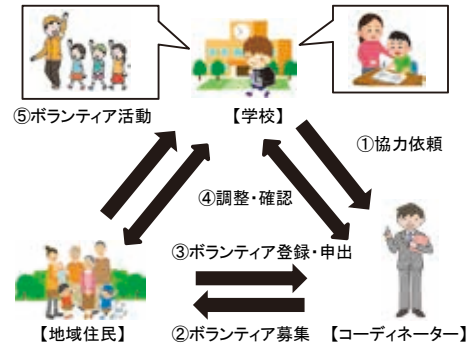 ⑤ボランティア活動
【学校】
①協力依頼
④調整・確認
③ボランティア登録・申出
②ボランティア募集
【地域住民】
【コーディネーター】